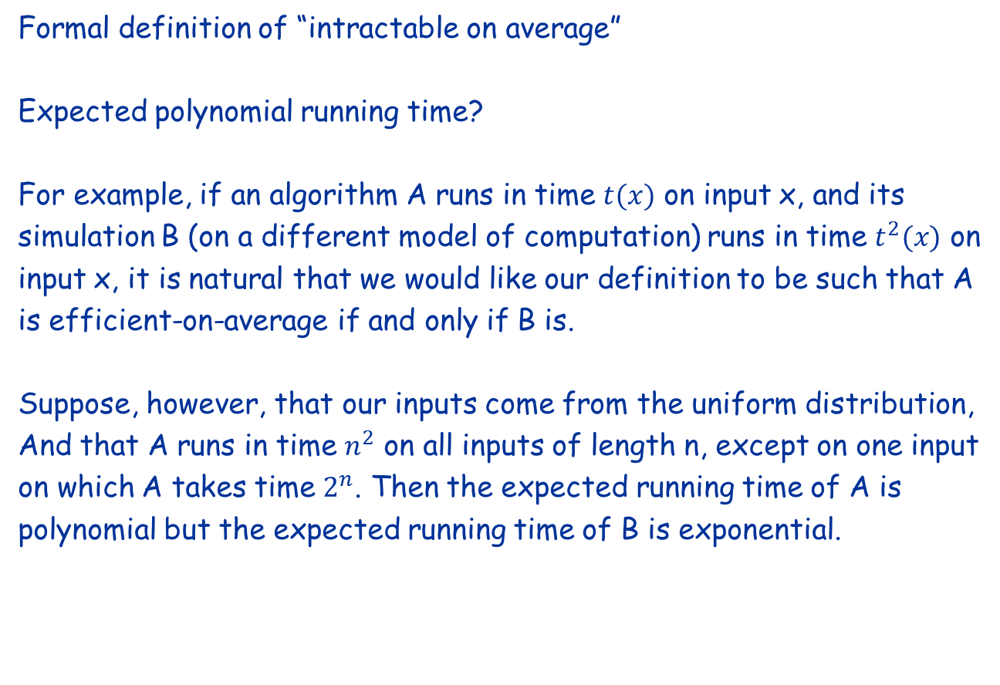 Formal definition of “intractable on average”
Expected polynomial running time?
For example, if an algorithm A runs in time t(x) on input x, and its
simulation B (on a different model of computation) runs in time t²(x) on
input x, it is natural that we would like our definition to be such that A
is efficient-on-average if and only if B is.
Suppose, however, that our inputs come from the uniform distribution,
And that A runs in time n² on all inputs of length n, except on one input
on which A takes time 2ⁿ. Then the expected running time of A is
polynomial but the expected running time of B is exponential.